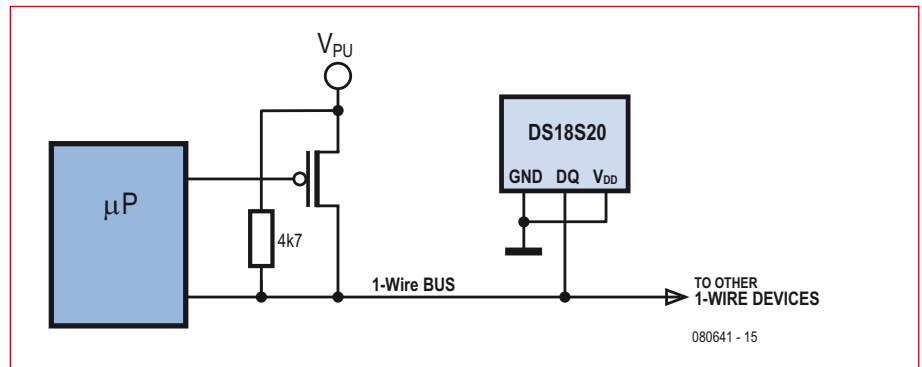 V_PU
DS18S20
GND DQ V_DD
μP
4k7
1-Wire BUS
TO OTHER
1-WIRE DEVICES
080641 - 15